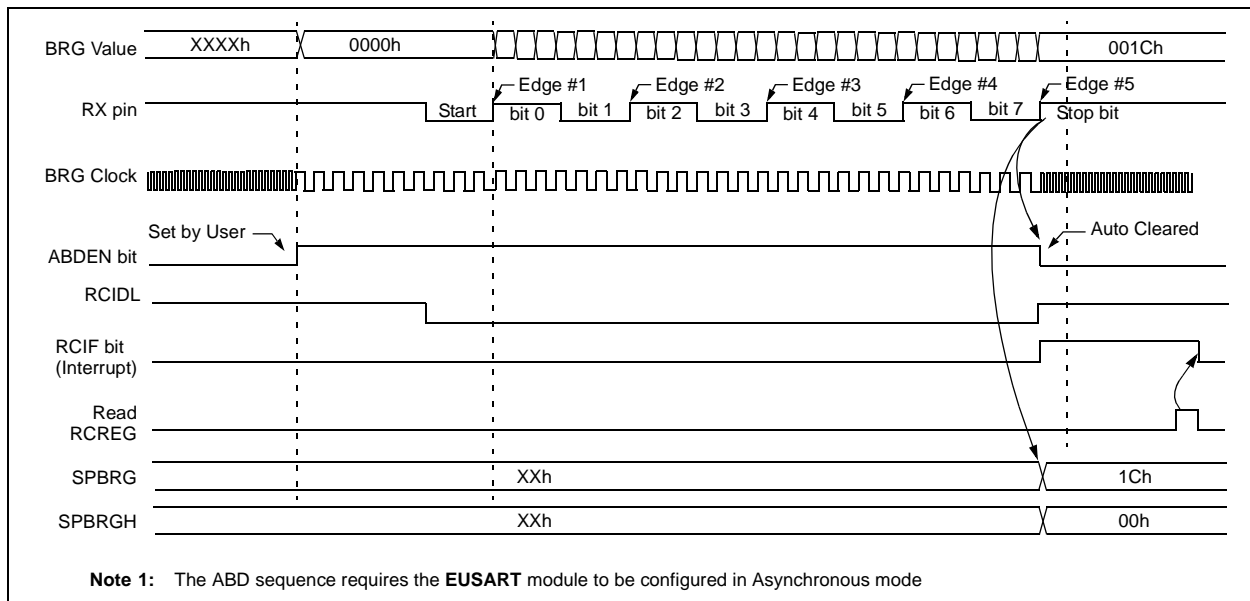 BRG Value
XXXXh
0000h
001Ch
RX pin
Start
Edge #1
bit 0
bit 1
Edge #2
bit 2
bit 3
Edge #3
bit 4
bit 5
Edge #4
bit 6
bit 7
Edge #5
Stop bit
BRG Clock
Set by User
Auto Cleared
ABDEN bit
RCIDL
RCIF bit
(Interrupt)
Read
RCREG
SPBRG
XXh
1Ch
SPBRGH
XXh
00h
Note 1: The ABD sequence requires the EUSART module to be configured in Asynchronous mode